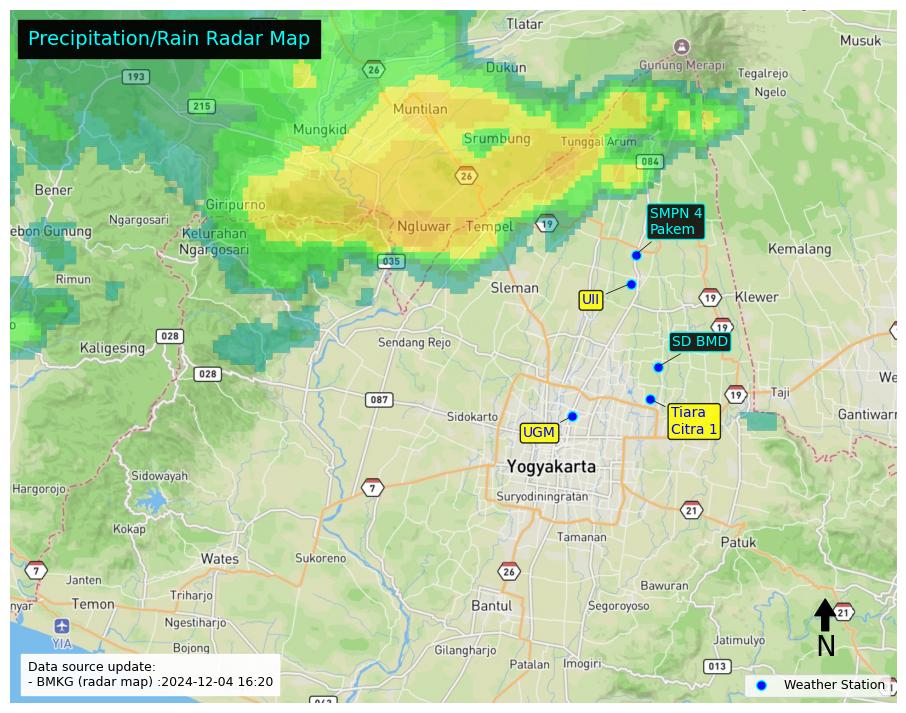 Precipitation/Rain Radar Map
Tlatar
Musuk
26
193
Dukun
Gunung Merapi
Tegalrejo
Ngelo
215
Muntilan
Mungkid
Srumbung
Tunggal Arum
084
26
Bener
Giripurno
Ngargosari
Kelurahan
Ngargosari
Ngluwar
Tempel
19
SMPN 4
Pakem
ebon Gunung
Kemalang
035
Rimun
Sleman
UII
19
Klewer
19
028
Kaligesing
Sendang Rejo
SD BMD
028
We
087
19
Taji
Sidokarto
Tiara
Citra 1
Gantiwarn
UGM
Yogyakarta
Sidowayah
Hargorojo
7
Suryodiningratan
21
Kokap
Tamanan
Patuk
Wates
Sukoreno
7
26
Janten
Bawuran
Triharjo
nyar
Temon
Bantul
Segoroyoso
21
Ngestiharjo
YIA
Bojong
Gilangharjo
Jatimulyo
N
Patalan
Imogiri
013
Data source update:
- BMKG (radar map) :2024-12-04 16:20
Weather Station